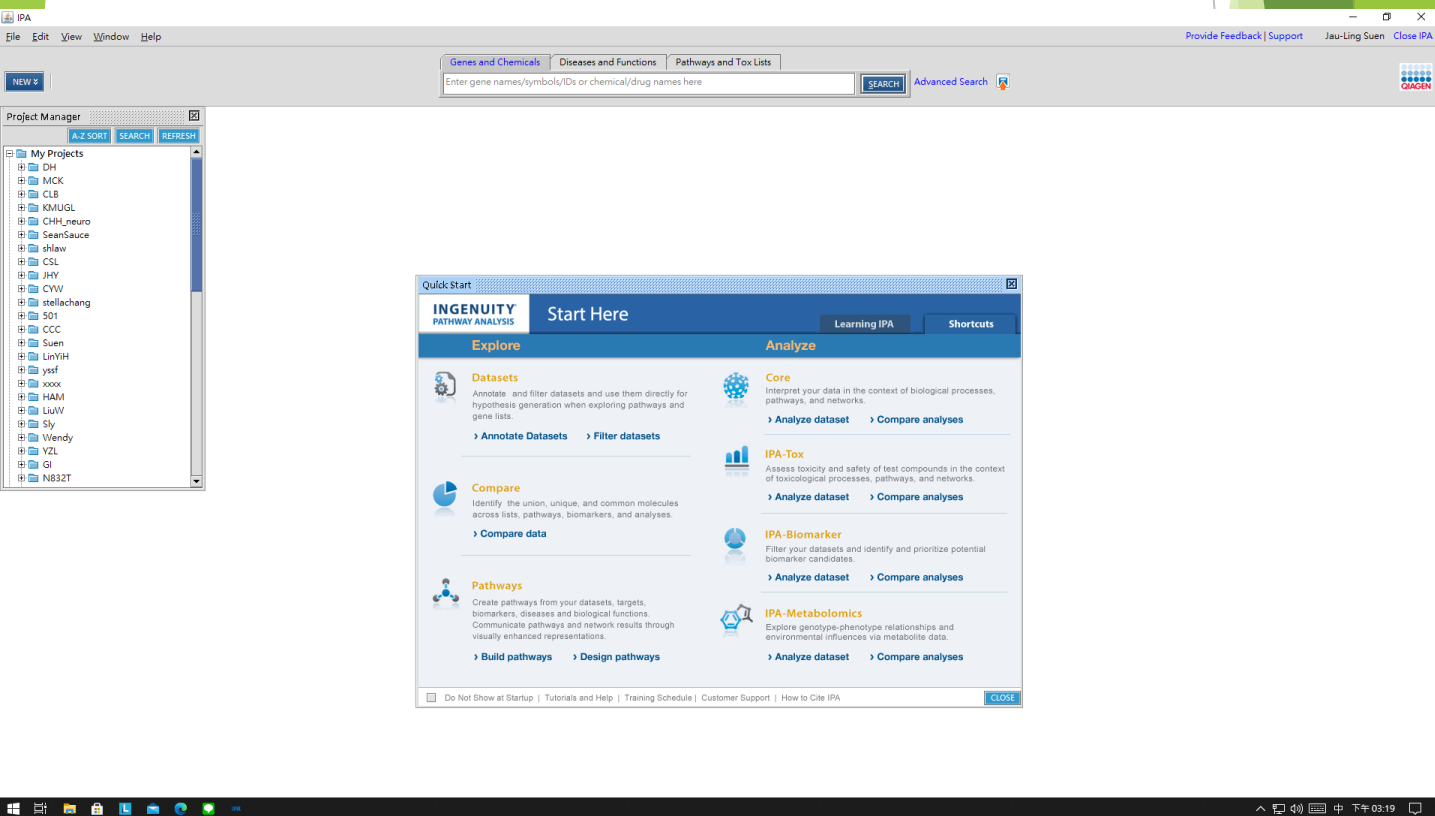 IPA
File Edit View Window Help
Provide Feedback | Support Jau-Ling Suen Close IPA
Genes and Chemicals Diseases and Functions Pathways and Tox Lists
NEW
Enter gene names/symbols/IDs or chemical/drug names here
SEARCH
Advanced Search
QIAGEN
Project Manager
A-Z SORT SEARCH REFRESH
My Projects
DH
MCK
CLB
KMUGL
CHH_neuro
SeanSauce
shlaw
CSL
JHY
CYW
stellachang
501
CCC
Suen
LinYiH
yssf
xxxx
HAM
LiuW
Sly
Wendy
YZL
GI
N832T
Quick Start
INGENUITY
PATHWAY ANALYSIS
Start Here
Learning IPA Shortcuts
Explore
Datasets
Annotate and filter datasets and use them directly for
hypothesis generation when exploring pathways and
gene lists.
› Annotate Datasets › Filter datasets
Compare
Identify the union, unique, and common molecules
across lists, pathways, biomarkers, and analyses.
› Compare data
Pathways
Create pathways from your datasets, targets,
biomarkers, diseases and biological functions.
Communicate pathways and network results through
visually enhanced representations.
› Build pathways › Design pathways
Analyze
Core
Interpret your data in the context of biological processes,
pathways, and networks.
› Analyze dataset › Compare analyses
IPA-Tox
Assess toxicity and safety of test compounds in the context
of toxicological processes, pathways, and networks.
› Analyze dataset › Compare analyses
IPA-Biomarker
Filter your datasets and identify and prioritize potential
biomarker candidates.
› Analyze dataset › Compare analyses
IPA-Metabolomics
Explore genotype-phenotype relationships and
environmental influences via metabolite data.
› Analyze dataset › Compare analyses
Do Not Show at Startup | Tutorials and Help | Training Schedule | Customer Support | How to Cite IPA
CLOSE
L
IPA
中 下午 03:19